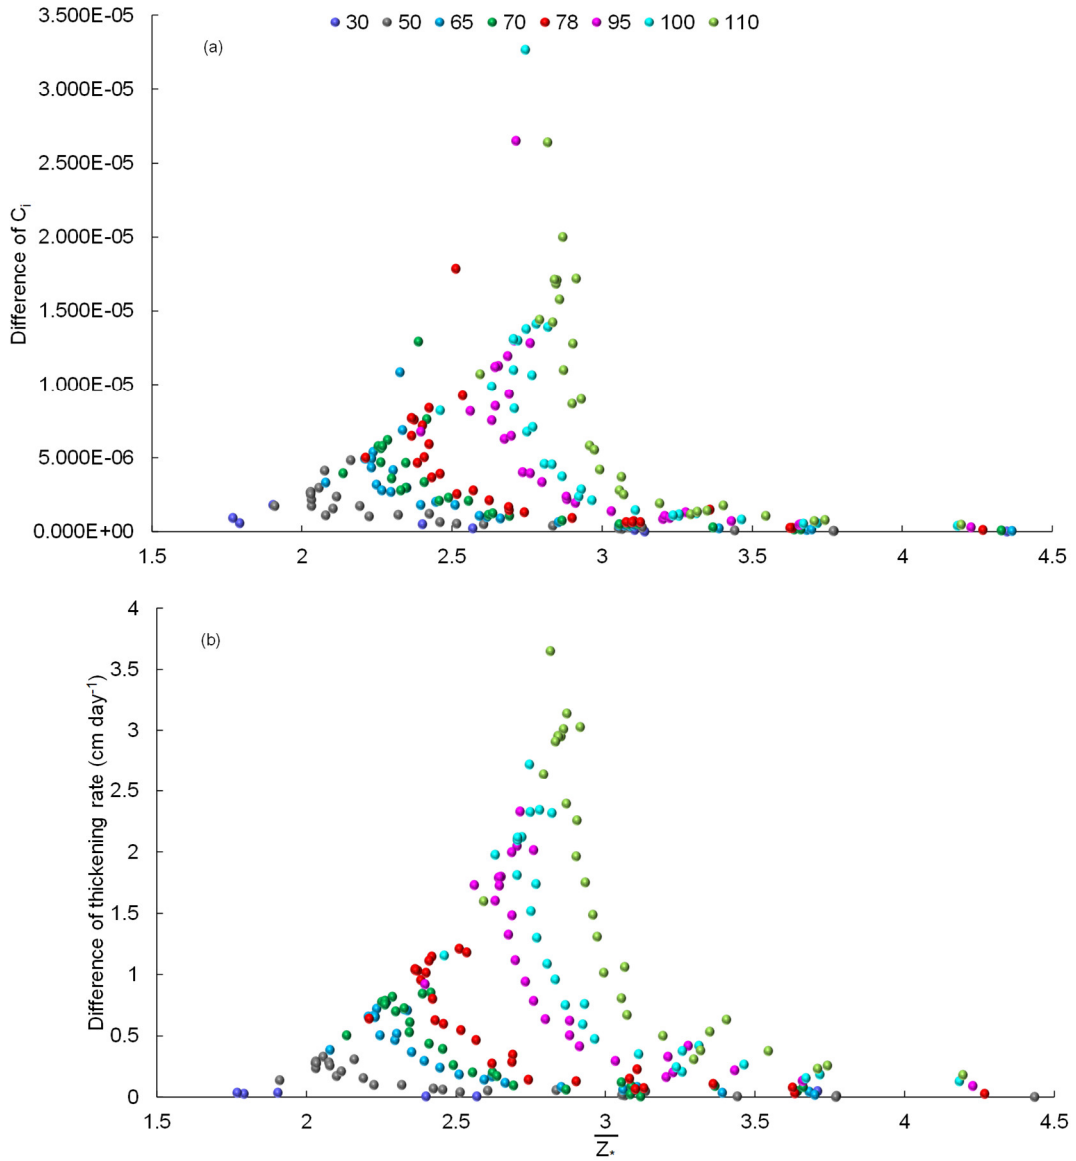 3.500E-05
30 50 65 70 78 95 100 110
(a)
3.000E-05
2.500E-05
2.000E-05
1.500E-05
1.000E-05
5.000E-06
0.000E+00
Difference of Ci
1.5 2 2.5 3 3.5 4 4.5
4
(b)
3.5
3
2.5
2
1.5
1
0.5
0
Difference of thickening rate (cm day-1)
1.5 2 2.5 3 3.5 4 4.5
Z*